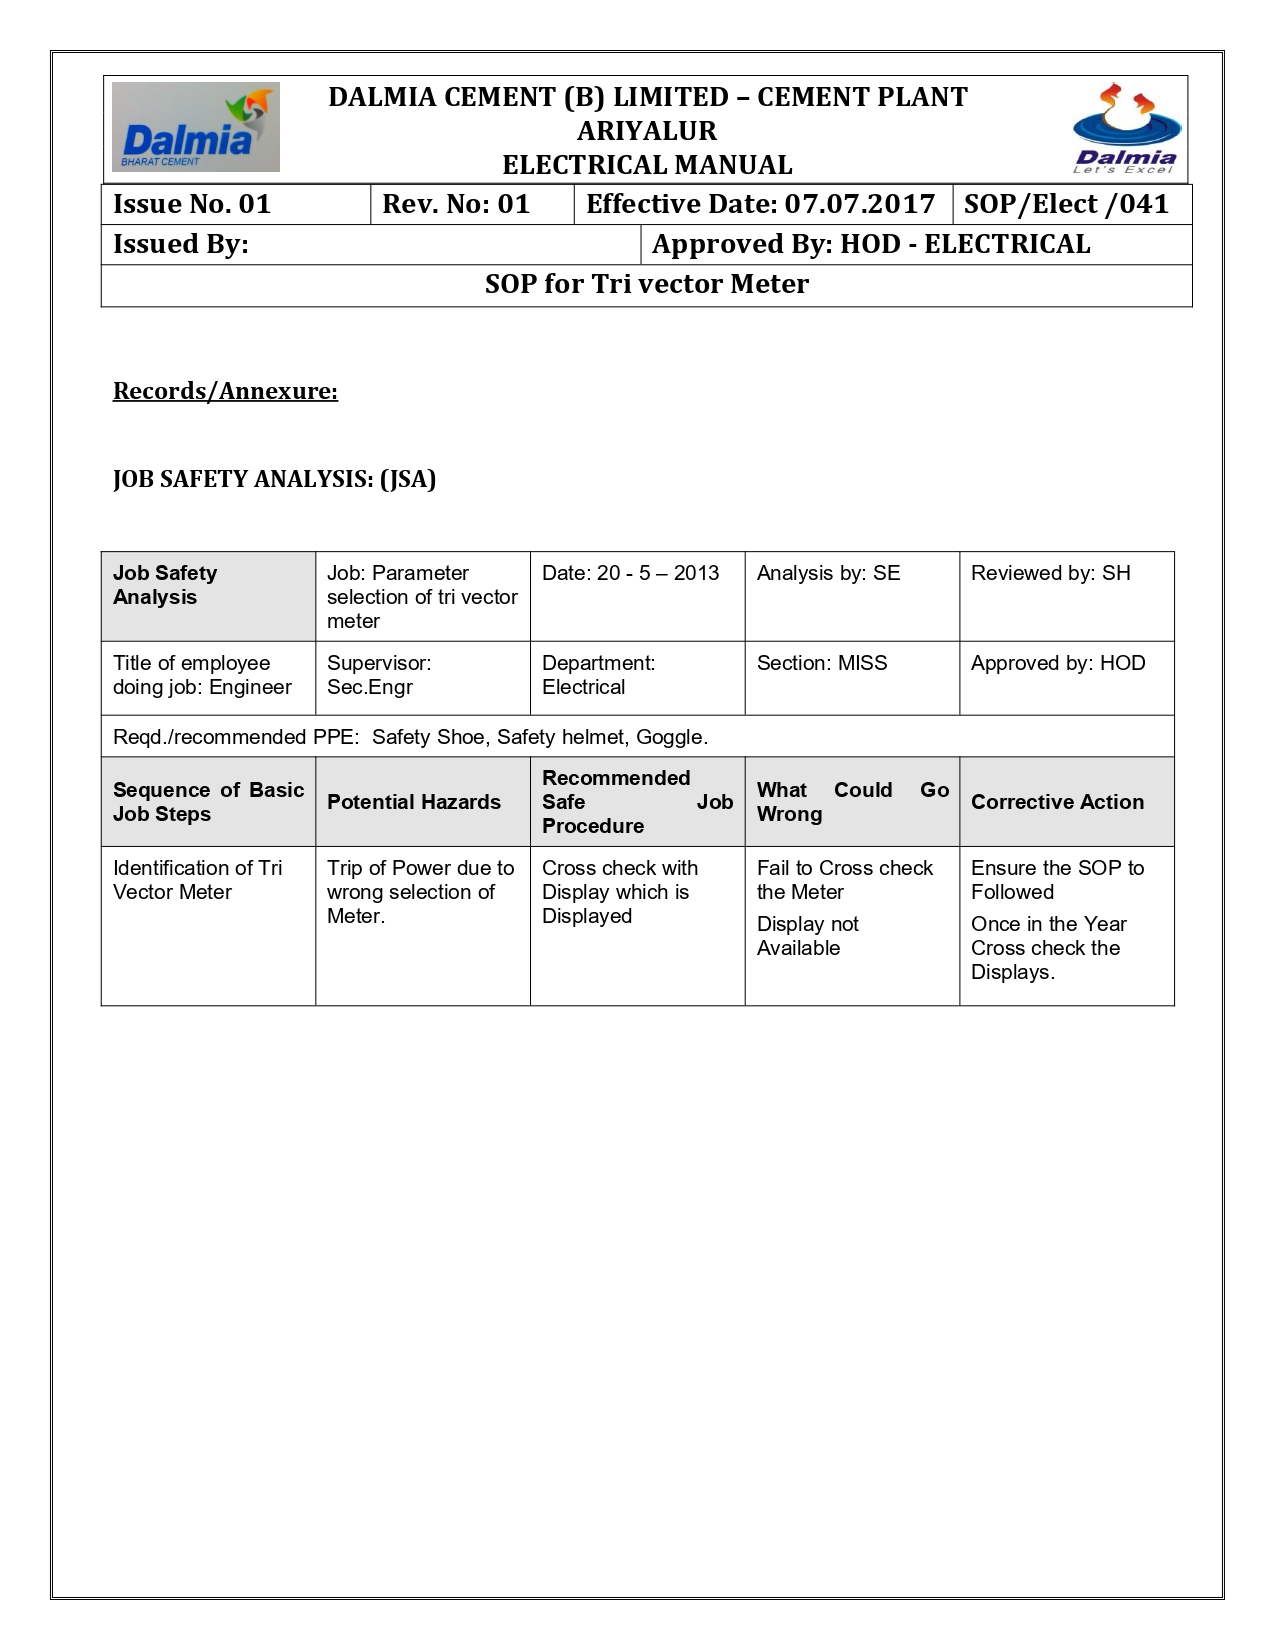 Dalmia
BHARAT CEMENT
DALMIA CEMENT (B) LIMITED – CEMENT PLANT
ARIYALUR
ELECTRICAL MANUAL
Dalmia
Let's Excel
Issue No. 01
Rev. No: 01
Effective Date: 07.07.2017
SOP/Elect /041
Issued By:
Approved By: HOD - ELECTRICAL
SOP for Tri vector Meter
Records/Annexure:
JOB SAFETY ANALYSIS: (JSA)
Job Safety
Analysis
Job: Parameter
selection of tri vector
meter
Date: 20 - 5 – 2013
Analysis by: SE
Reviewed by: SH
Title of employee
doing job: Engineer
Supervisor:
Sec.Engr
Department:
Electrical
Section: MISS
Approved by: HOD
Reqd./recommended PPE:  Safety Shoe, Safety helmet, Goggle.
Sequence of Basic
Job Steps
Potential Hazards
Recommended
Safe Job
Procedure
What Could Go
Wrong
Corrective Action
Identification of Tri
Vector Meter
Trip of Power due to
wrong selection of
Meter.
Cross check with
Display which is
Displayed
Fail to Cross check
the Meter
Display not
Available
Ensure the SOP to
Followed
Once in the Year
Cross check the
Displays.